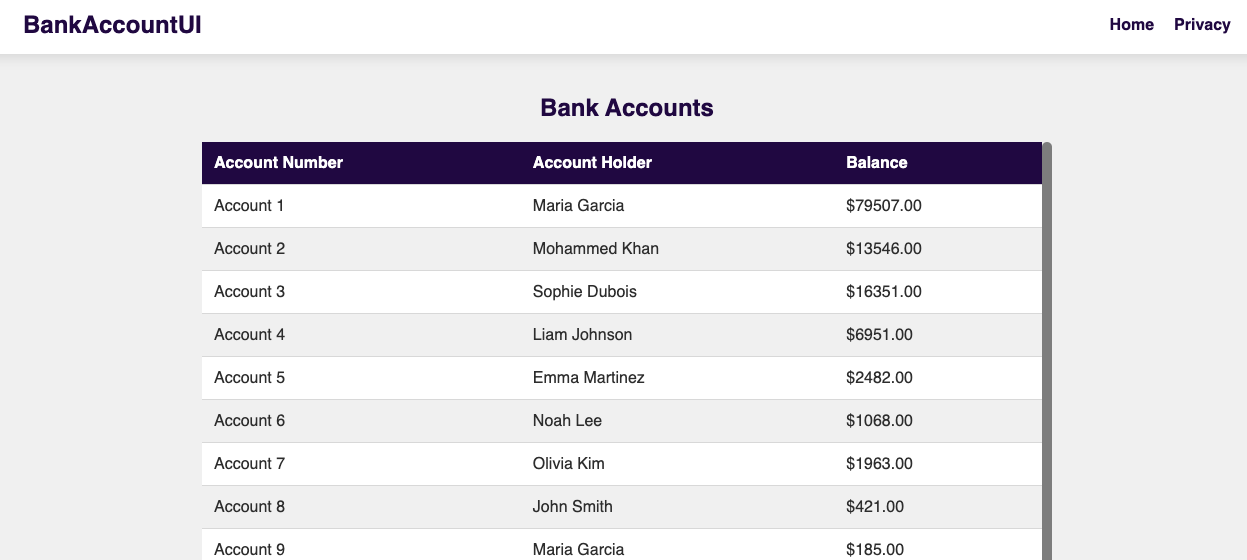 BankAccountUI Home Privacy
Bank Accounts
Account Number Account Holder Balance
Account 1 Maria Garcia $79507.00
Account 2 Mohammed Khan $13546.00
Account 3 Sophie Dubois $16351.00
Account 4 Liam Johnson $6951.00
Account 5 Emma Martinez $2482.00
Account 6 Noah Lee $1068.00
Account 7 Olivia Kim $1963.00
Account 8 John Smith $421.00
Account 9 Maria Garcia $185.00